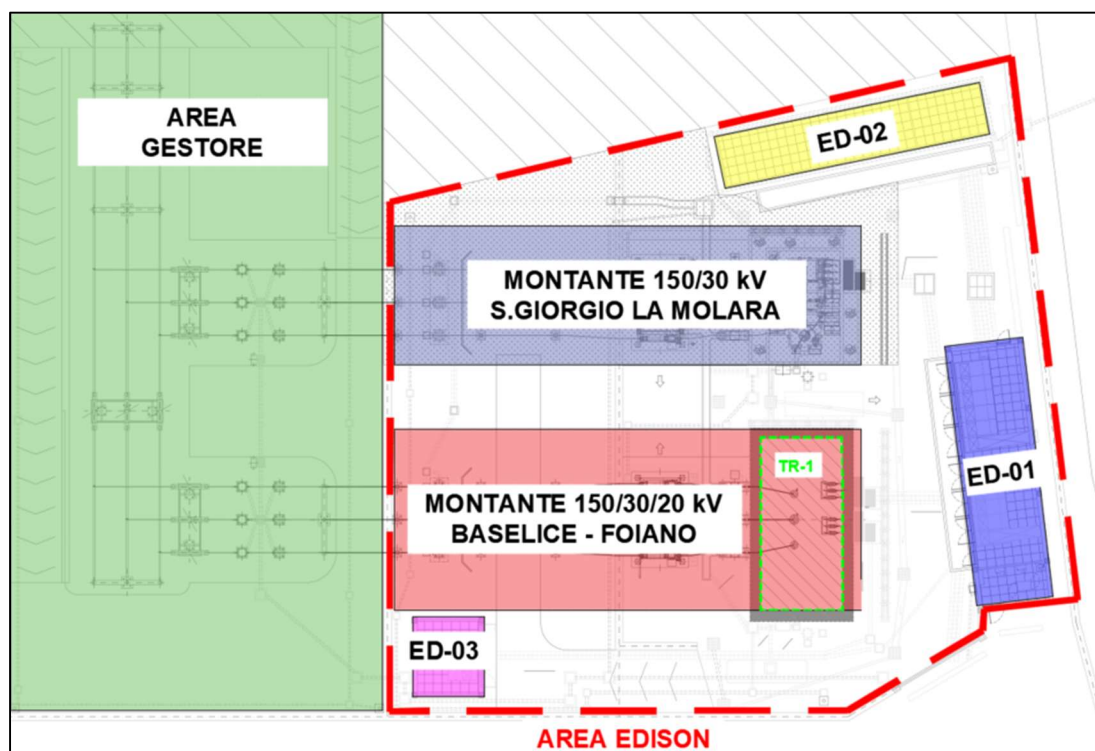 AREA
GESTORE
ED-02
MONTANTE 150/30 kV
S.GIORGIO LA MOLARA
TR-1
ED-01
MONTANTE 150/30/20 kV
BASELICE - FOIANO
ED-03
AREA EDISON